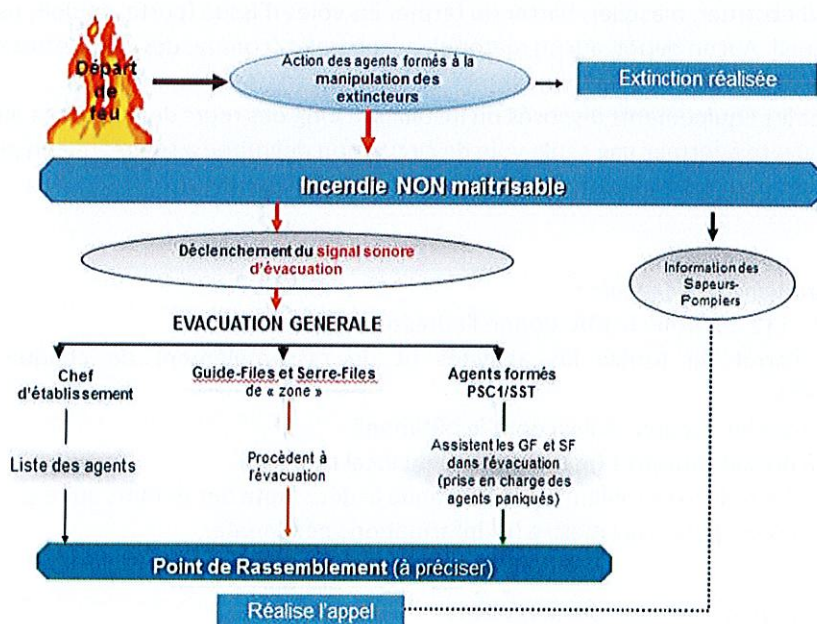 Départ
de
feu
Action des agents formés à la
manipulation des
extincteurs
Extinction réalisée
Incendie NON maîtrisable
Déclenchement du signal sonore
d'évacuation
Information des
Sapeurs-
Pompiers
EVACUATION GENERALE
Chef
d'établissement
Guide-Files et Serre-Files
de « zone »
Agents formés
PSC1/SST
Liste des agents
Procèdent à
l'évacuation
Assistent les GF et SF
dans l'évacuation
(prise en charge des
agents paniqués)
Point de Rassemblement (à préciser)
Réalise l'appel